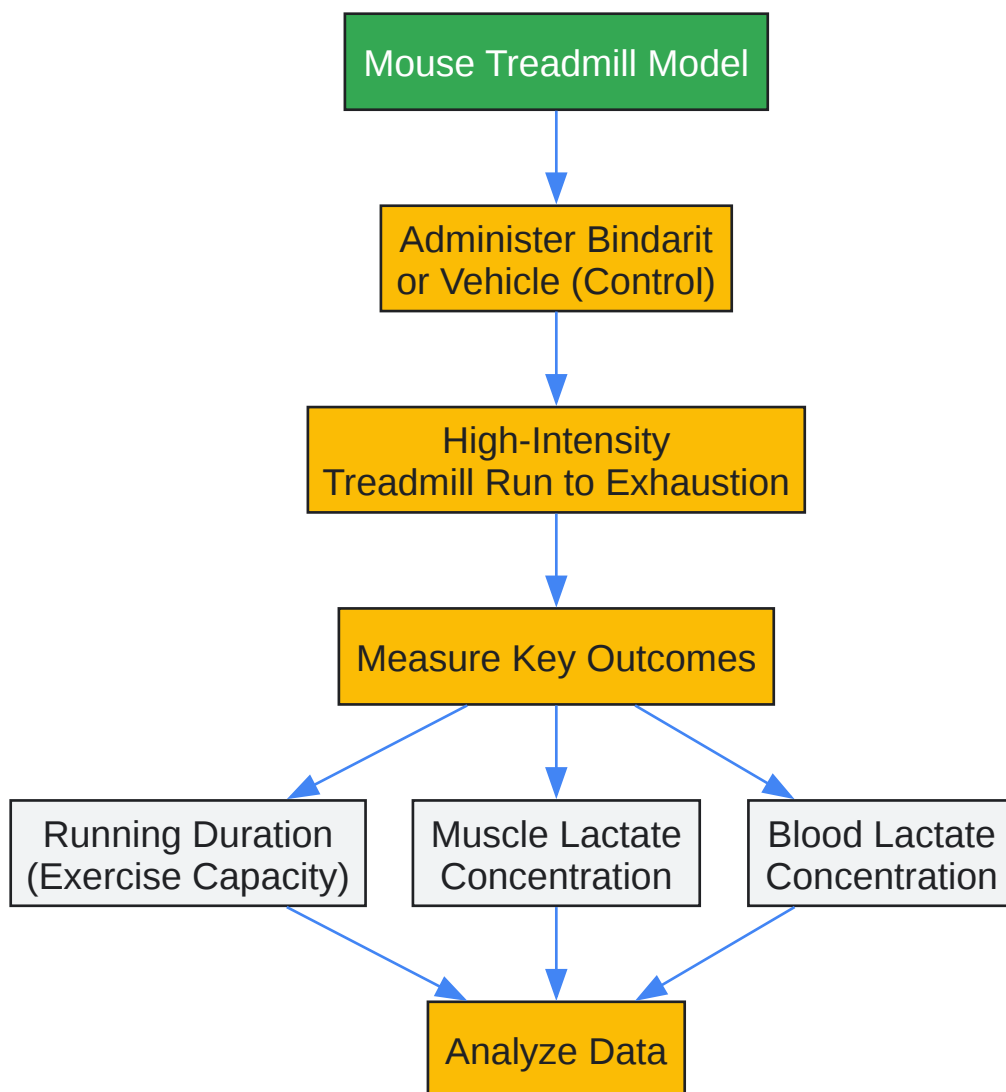 Mouse Treadmill Model
Administer Bindarit
or Vehicle (Control)
High-Intensity
Treadmill Run to Exhaustion
Measure Key Outcomes
Running Duration
(Exercise Capacity)
Muscle Lactate
Concentration
Blood Lactate
Concentration
Analyze Data